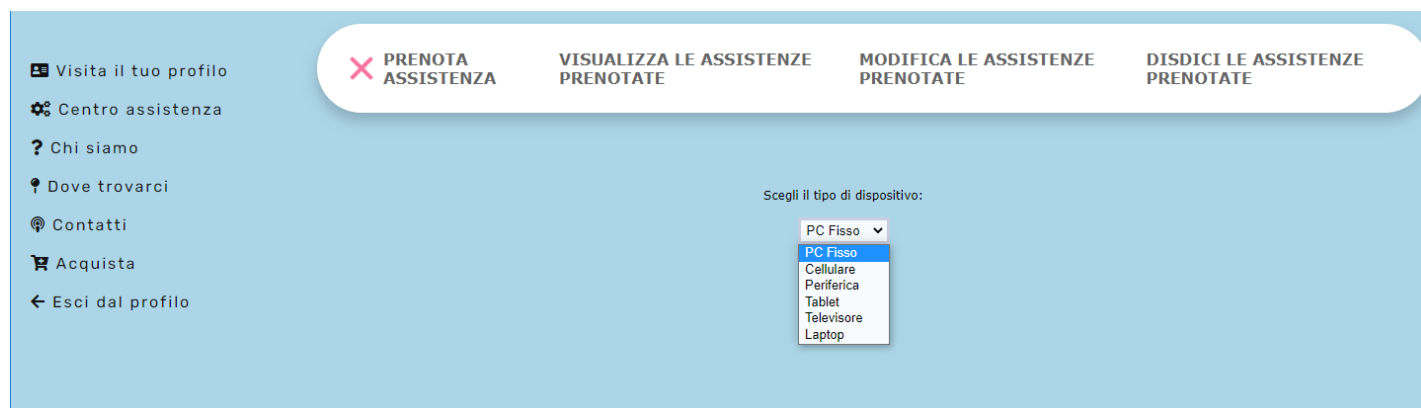 Visita il tuo profilo
Centro assistenza
Chi siamo
Dove trovarci
Contatti
Acquista
Esci dal profilo
PRENOTA
ASSISTENZA
VISUALIZZA LE ASSISTENZE
PRENOTATE
MODIFICA LE ASSISTENZE
PRENOTATE
DISDICI LE ASSISTENZE
PRENOTATE
Scegli il tipo di dispositivo:
PC Fisso
PC Fisso
Cellulare
Periferica
Tablet
Televisore
Laptop